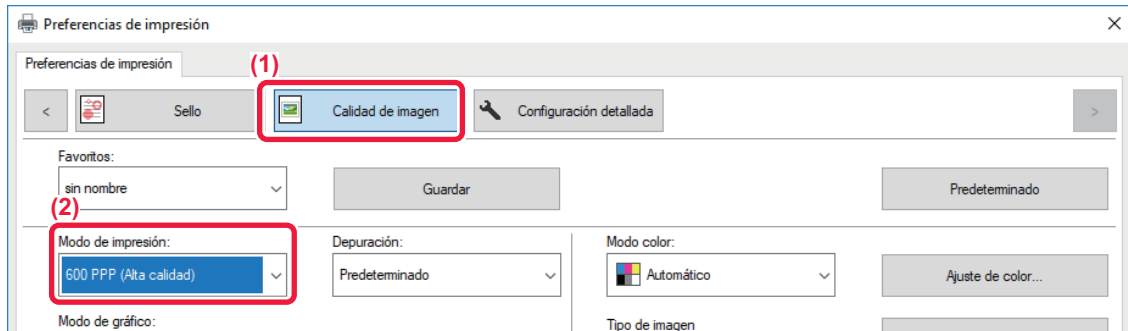 Preferencias de impresión
Preferencias de impresión
(1)
< Sello Calidad de imagen Configuración detallada >
Favoritos:
sin nombre Guardar Predeterminado
(2)
Modo de impresión: Depuración: Modo color:
600 PPP (Alta calidad) Predeterminado Automático Ajuste de color...
Modo de gráfico: Tipo de imagen